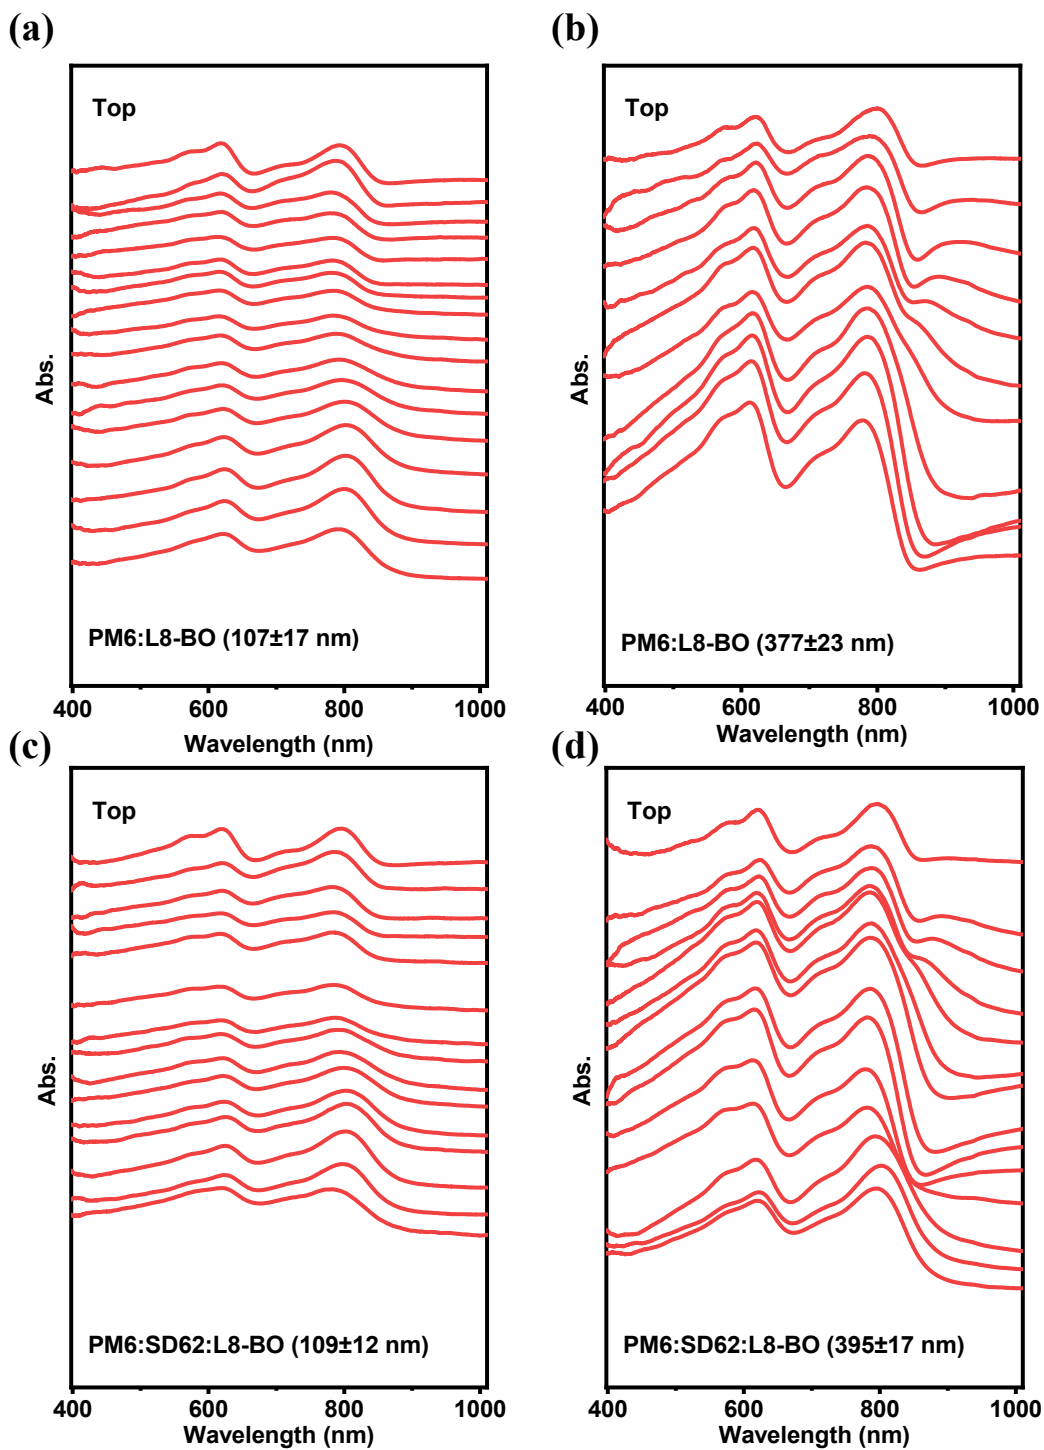 (a)
Top
Abs.
PM6:L8-BO (107±17 nm)
400 600 800 1000
Wavelength (nm)
(b)
Top
Abs.
PM6:L8-BO (377±23 nm)
400 600 800 1000
Wavelength (nm)
(c)
Top
Abs.
PM6:SD62:L8-BO (109±12 nm)
400 600 800 1000
Wavelength (nm)
(d)
Top
Abs.
PM6:SD62:L8-BO (395±17 nm)
400 600 800 1000
Wavelength (nm)